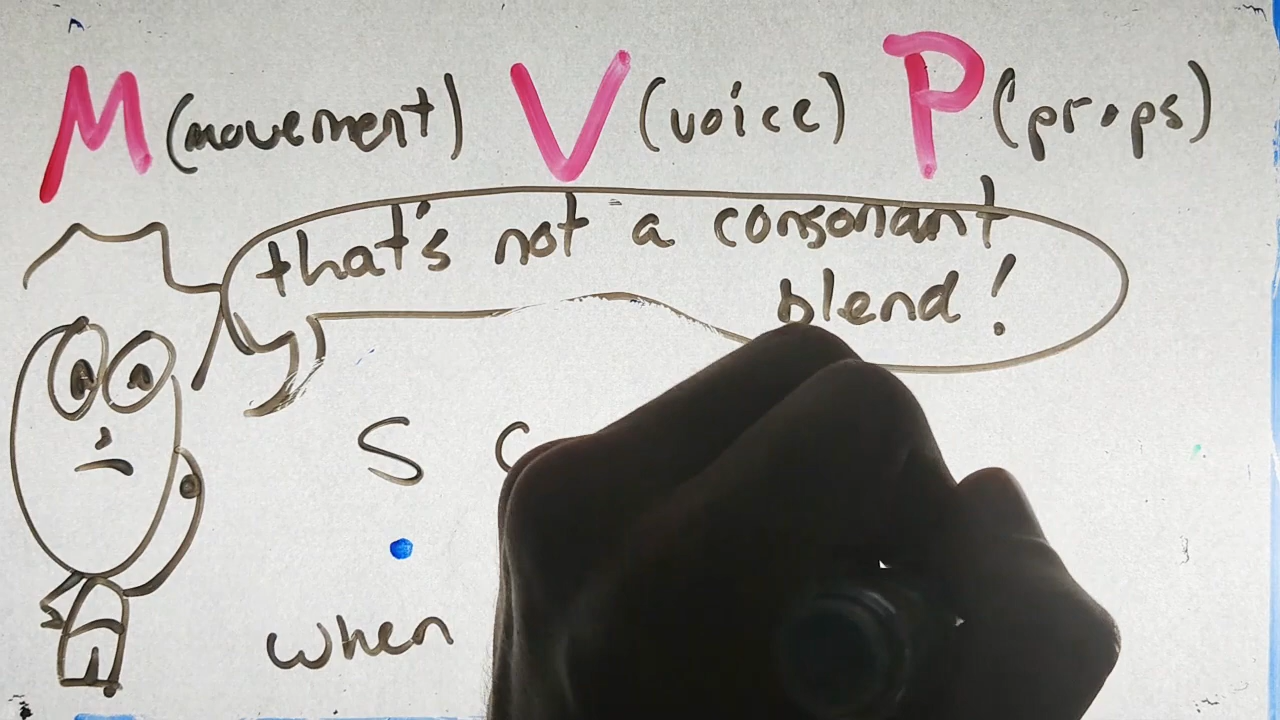 M (movement) V (voice) P (props)
that's not a consonant
blend!
S C
when